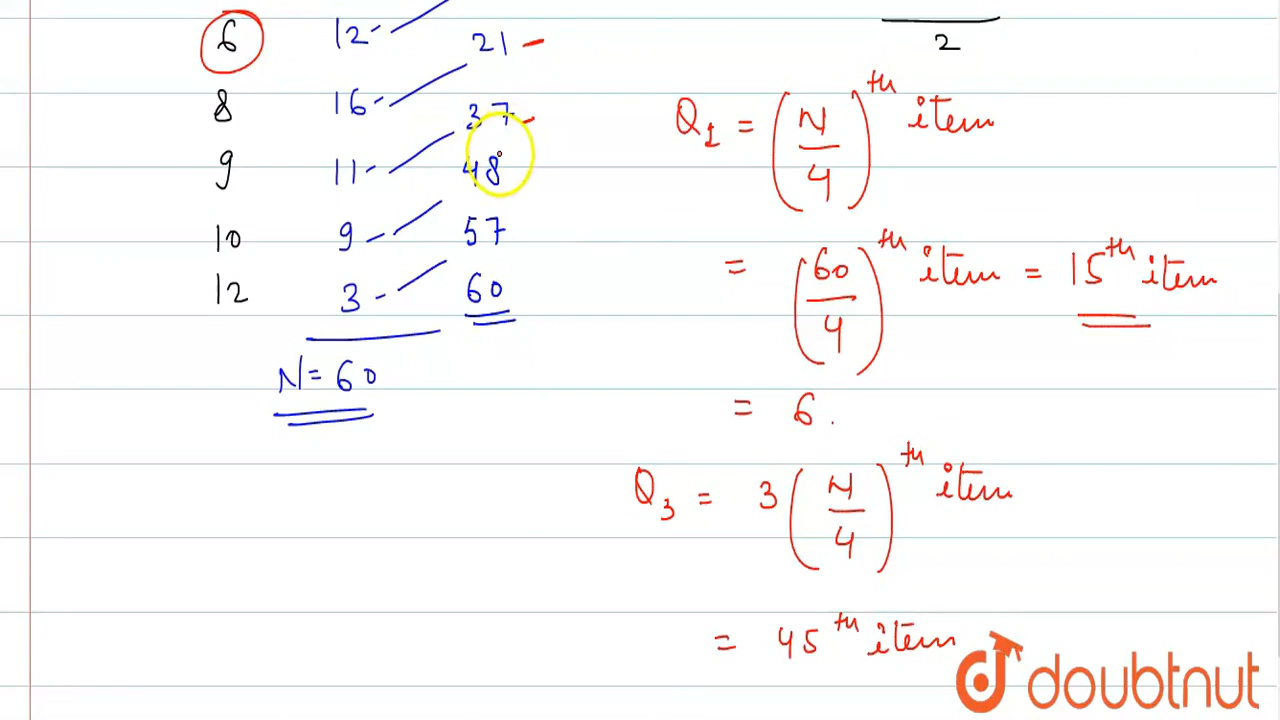 2
6 12 21
8 16 37
9 11 48
10 9 57
12 3 60
N = 60
Q1 = (N/4)th item
= (60/4)th item = 15th item
= 6.
Q3 = 3(N/4)th item
= 45th item
doubtnut